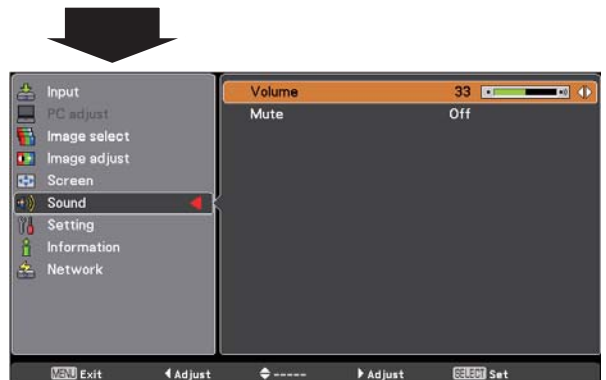 Input
PC adjust
Image select
Image adjust
Screen
Sound
Setting
Information
Network
Volume 33
Mute Off
MENU Exit Adjust ----- Adjust SELECT Set